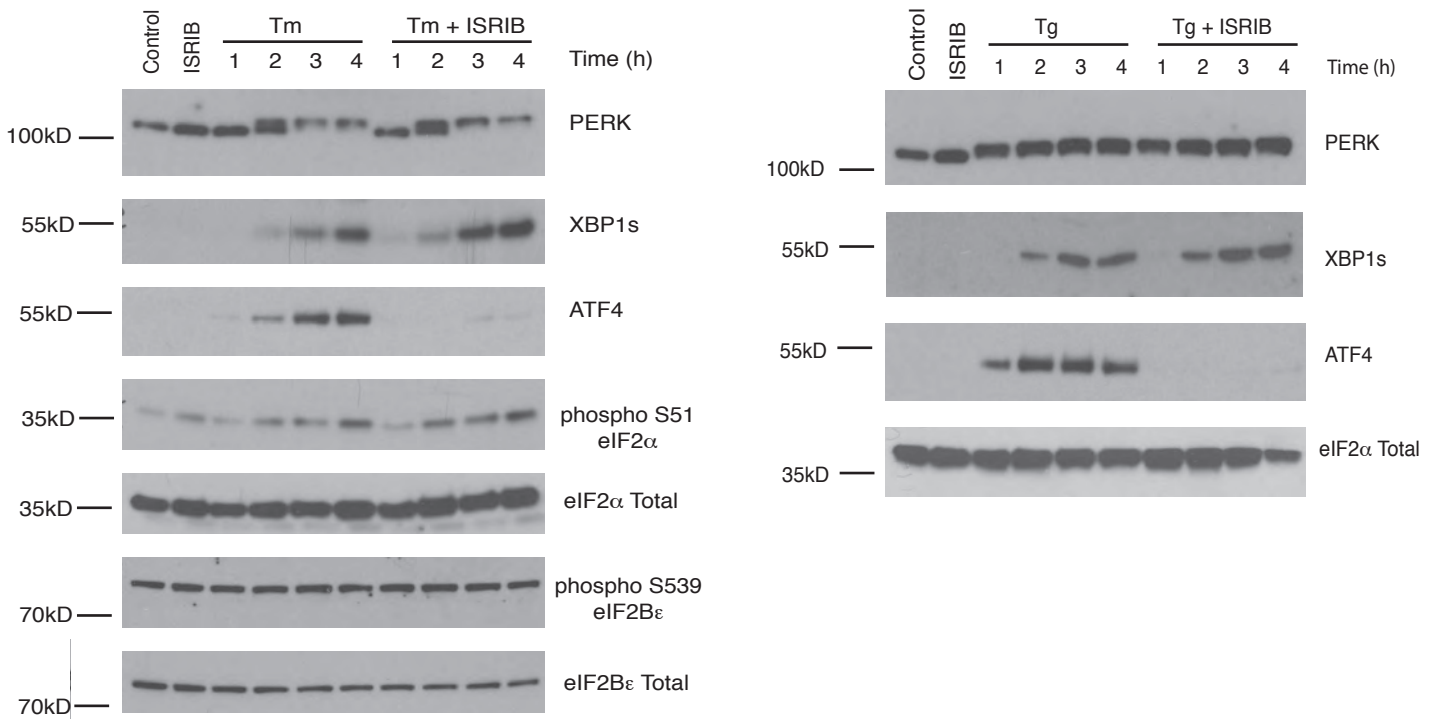 Control
ISRIB
Tm
Tm + ISRIB
1 2 3 4 1 2 3 4 Time (h)
100kD PERK
55kD XBP1s
55kD ATF4
35kD phospho S51
eIF2α
35kD eIF2α Total
70kD phospho S539
eIF2Bε
70kD eIF2Bε Total
Control
ISRIB
Tg
Tg + ISRIB
1 2 3 4 1 2 3 4 Time (h)
100kD PERK
55kD XBP1s
55kD ATF4
35kD eIF2α Total